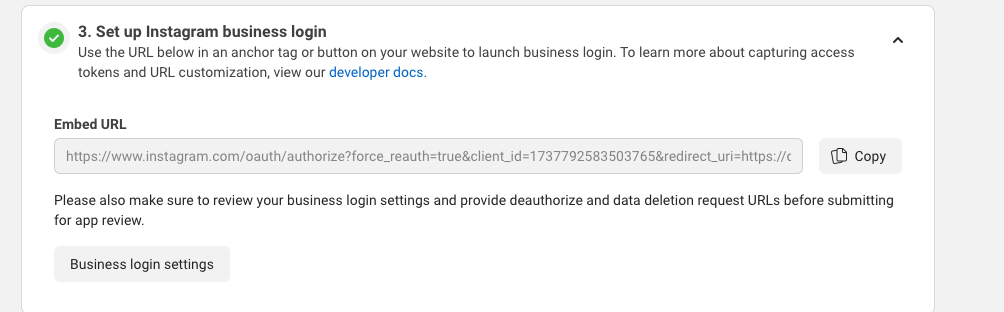 3. Set up Instagram business login
Use the URL below in an anchor tag or button on your website to launch business login. To learn more about capturing access
tokens and URL customization, view our developer docs.
Embed URL
https://www.instagram.com/oauth/authorize?force_reauth=true&client_id=1737792583503765&redirect_uri=https://c
Copy
Please also make sure to review your business login settings and provide deauthorize and data deletion request URLs before submitting
for app review.
Business login settings